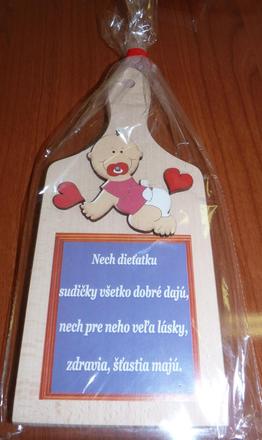 Nech dieťatku
sudičky všetko dobré dajú,
nech pre neho veľa lásky,
zdravia, šťastia majú.